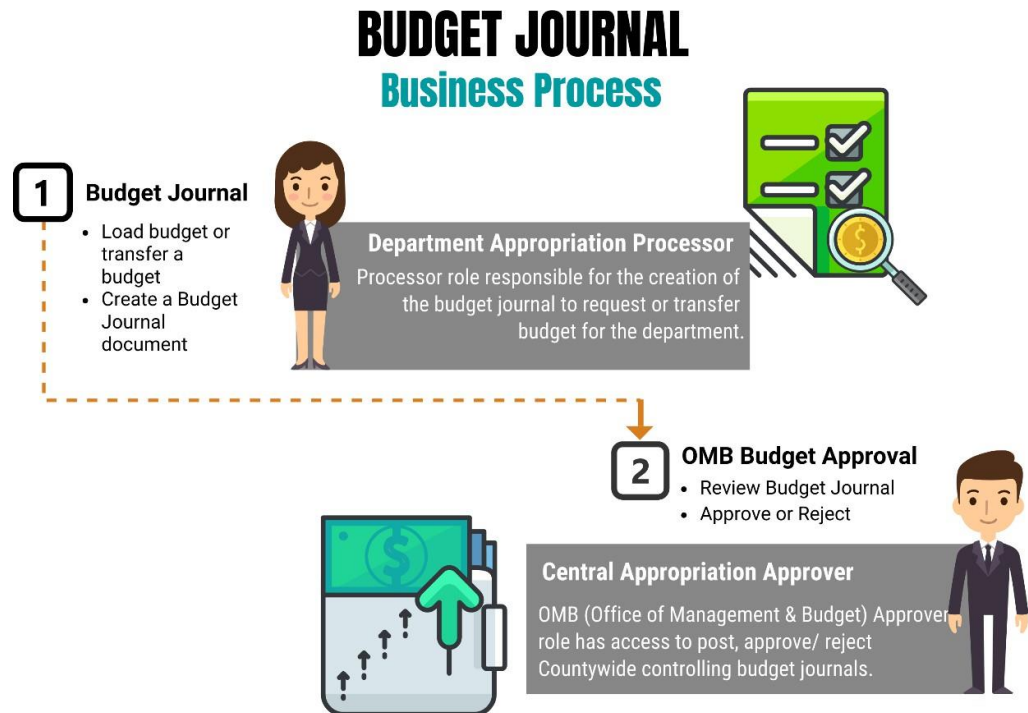 BUDGET JOURNAL
Business Process
1
Budget Journal
• Load budget or
transfer a
budget
• Create a Budget
Journal
document
Department Appropriation Processor
Processor role responsible for the creation of
the budget journal to request or transfer
budget for the department.
2
OMB Budget Approval
• Review Budget Journal
• Approve or Reject
Central Appropriation Approver
OMB (Office of Management & Budget) Approver
role has access to post, approve/ reject
Countywide controlling budget journals.
$
$